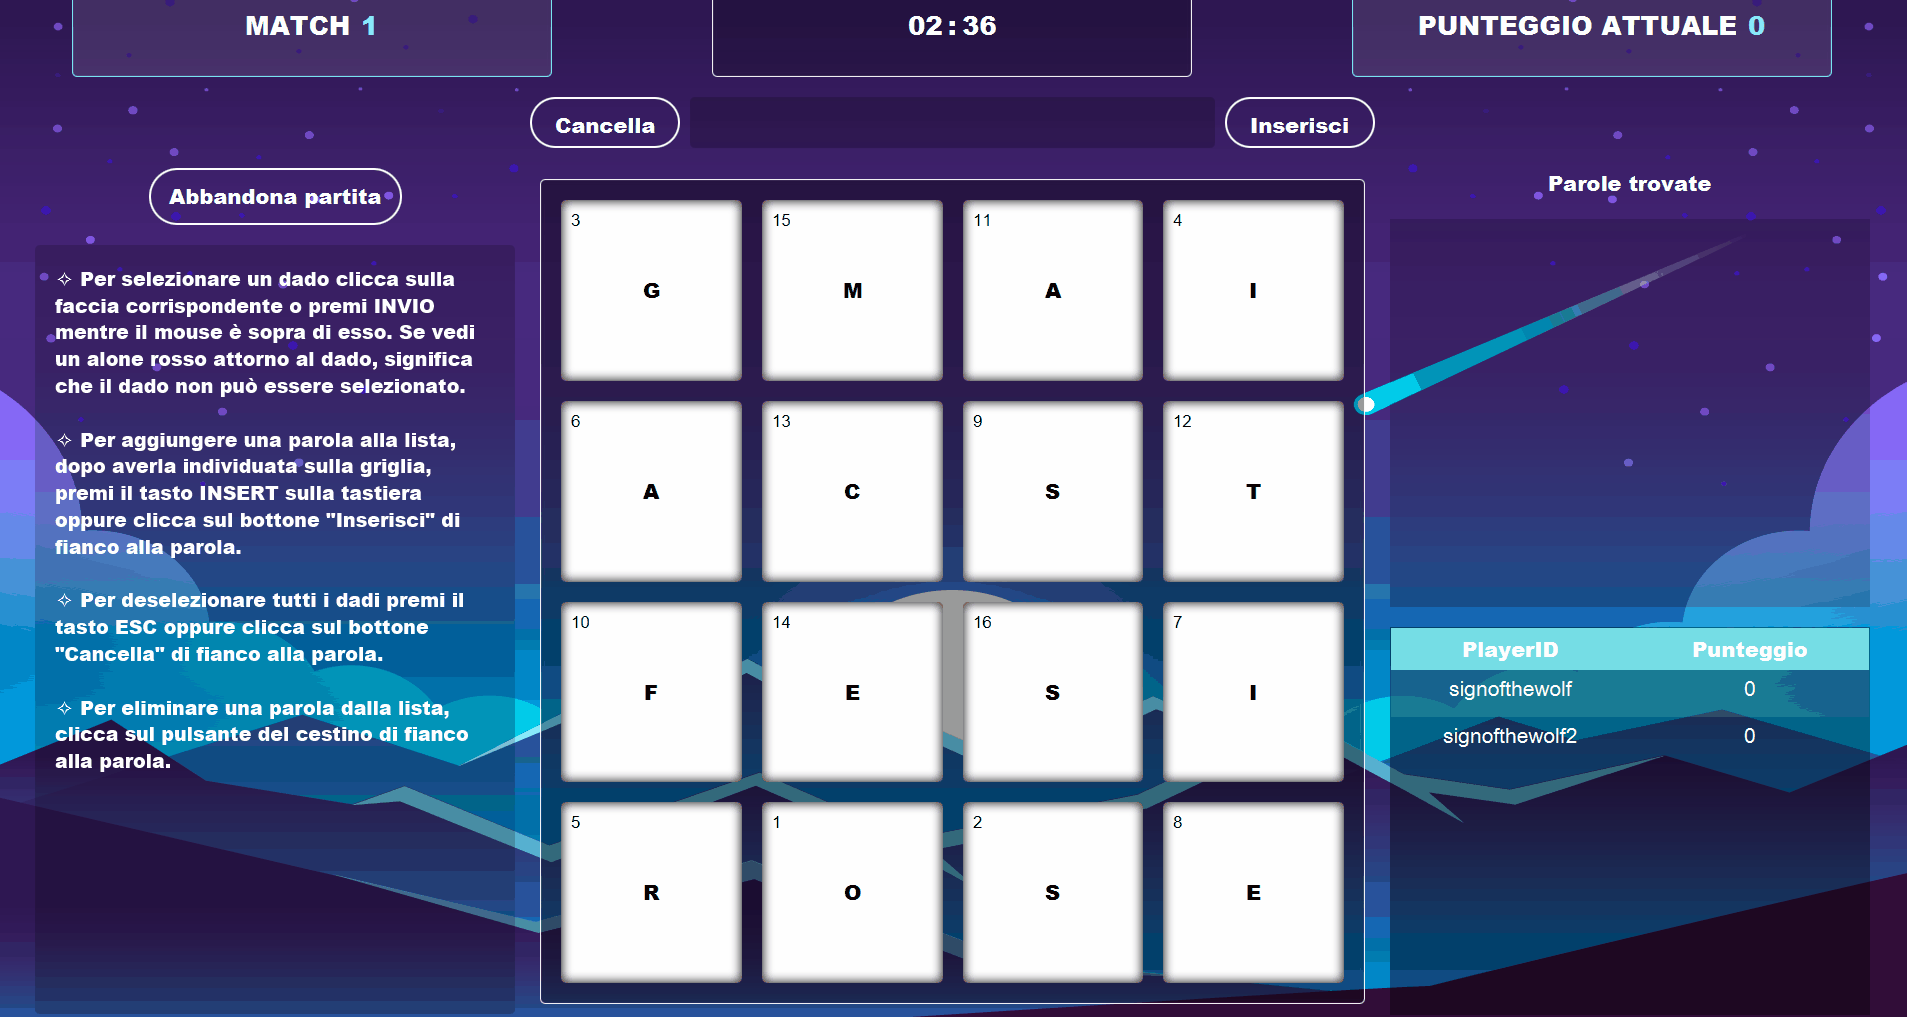 MATCH 1
02:36
PUNTEGGIO ATTUALE 0
Cancella
Inserisci
Abbandona partita
✧ Per selezionare un dado clicca sulla
faccia corrispondente o premi INVIO
mentre il mouse è sopra di esso. Se vedi
un alone rosso attorno al dado, significa
che il dado non può essere selezionato.
✧ Per aggiungere una parola alla lista,
dopo averla individuata sulla griglia,
premi il tasto INSERT sulla tastiera
oppure clicca sul bottone "Inserisci" di
fianco alla parola.
✧ Per deselezionare tutti i dadi premi il
tasto ESC oppure clicca sul bottone
"Cancella" di fianco alla parola.
✧ Per eliminare una parola dalla lista,
clicca sul pulsante del cestino di fianco
alla parola.
3 15 11 4
G M A I
6 13 9 12
A C S T
10 14 16 7
F E S I
5 1 2 8
R O S E
Parole trovate
PlayerID Punteggio
signofthewolf 0
signofthewolf2 0